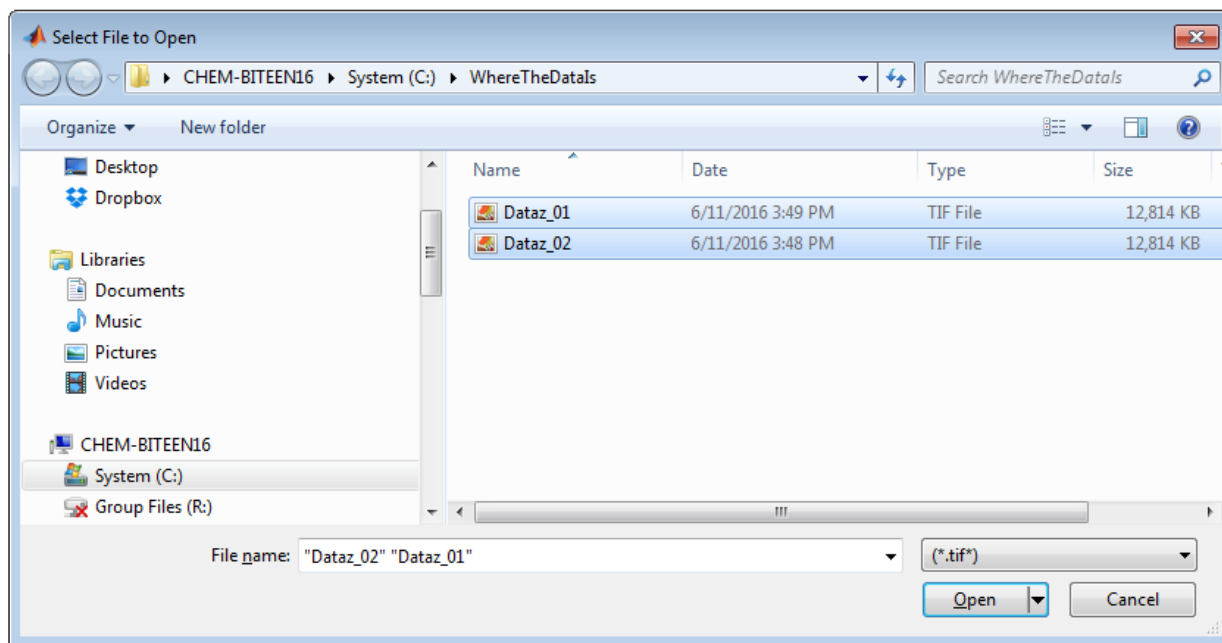 Select File to Open
CHEM-BITEEN16 System (C:) WhereTheDataIs Search WhereTheDataIs
Organize New folder
Desktop
Dropbox
Libraries
Documents
Music
Pictures
Videos
CHEM-BITEEN16
System (C:)
Group Files (R:)
Name Date Type Size
Dataz_01 6/11/2016 3:49 PM TIF File 12,814 KB
Dataz_02 6/11/2016 3:48 PM TIF File 12,814 KB
File name: "Dataz_02" "Dataz_01" (*.tif*)
Open Cancel